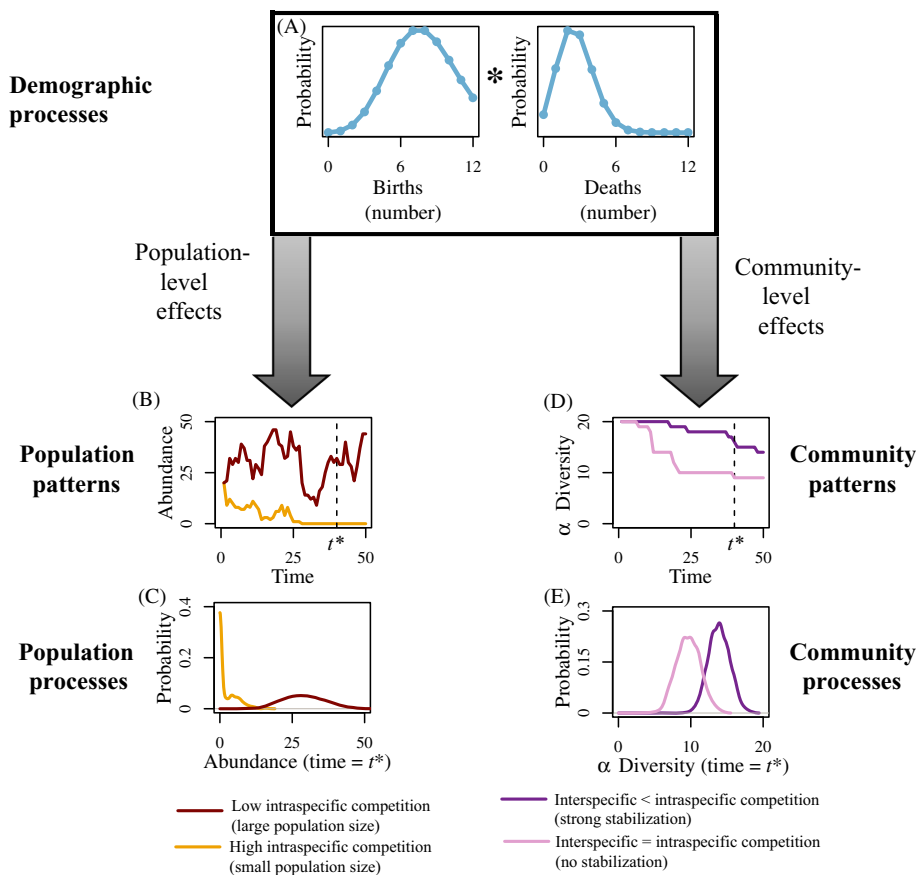 Demographic
processes
(A)
Probability
0 6 12
Births
(number)
*
Probability
0 6 12
Deaths
(number)
Population-
level
effects
Community-
level
effects
Population
patterns
(B)
Abundance
50
25
0
0 25 50
t*
Time
(D)
α Diversity
20
10
0
0 25 50
t*
Time
Community
patterns
Population
processes
(C)
Probability
0.4
0.2
0
0 25 50
Abundance (time = t*)
(E)
Probability
0.3
0.15
0
0 10 20
α Diversity (time = t*)
Community
processes
Low intraspecific competition
(large population size)
High intraspecific competition
(small population size)
Interspecific < intraspecific competition
(strong stabilization)
Interspecific = intraspecific competition
(no stabilization)